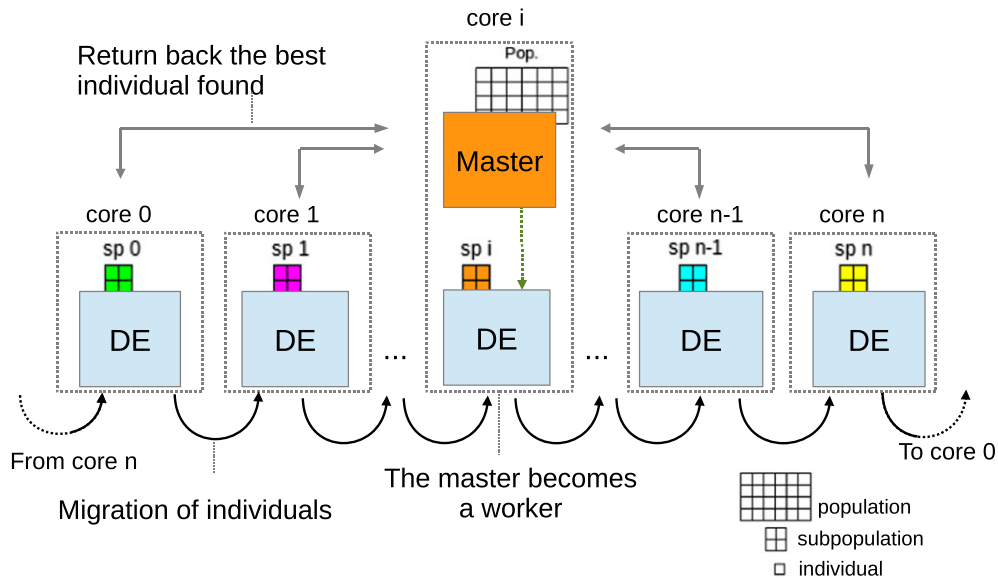 core i
Return back the best
individual found
Pop.
Master
core 0
core 1
core n-1
core n
sp 0
sp 1
sp i
sp n-1
sp n
DE
DE
DE
DE
DE
...
...
From core n
To core 0
Migration of individuals
The master becomes
a worker
population
subpopulation
individual